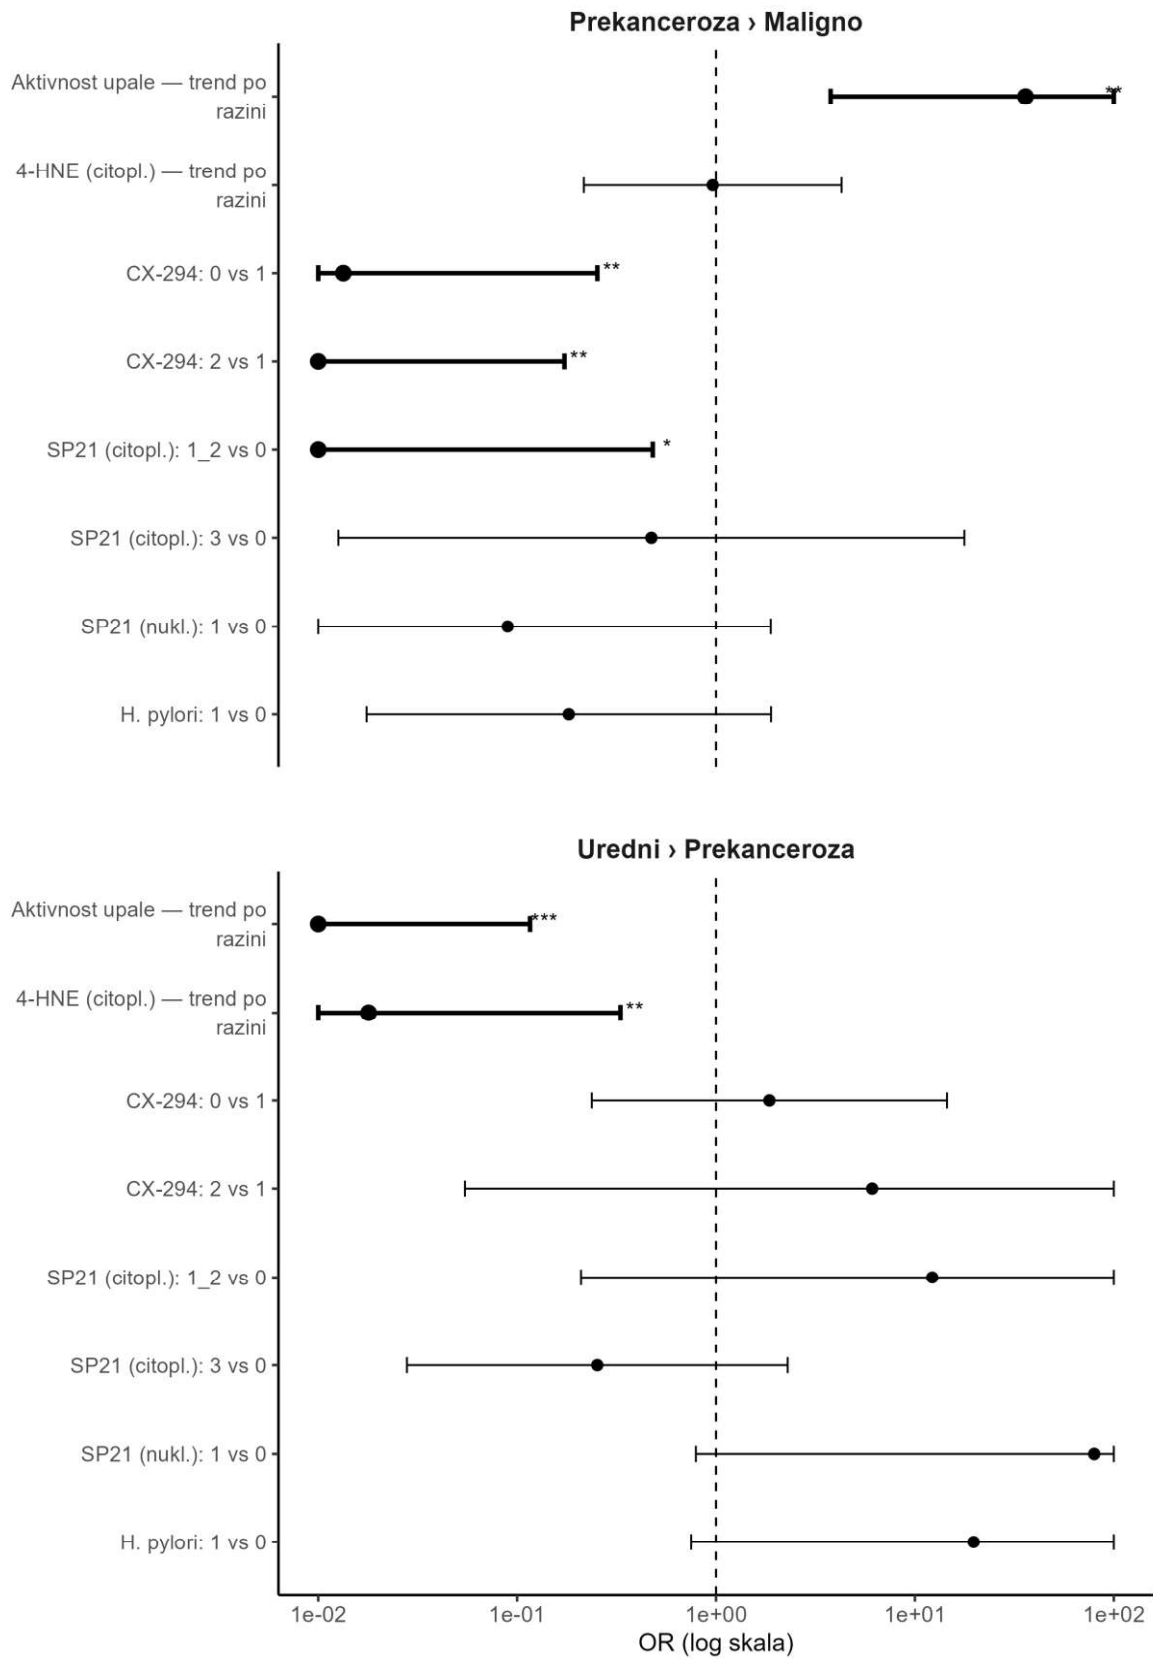 Prekanceroza › Maligno
Aktivnost upale — trend po
razini
**
4-HNE (citopl.) — trend po
razini
CX-294: 0 vs 1
**
CX-294: 2 vs 1
**
SP21 (citopl.): 1_2 vs 0
*
SP21 (citopl.): 3 vs 0
SP21 (nukl.): 1 vs 0
H. pylori: 1 vs 0
Uredni › Prekanceroza
Aktivnost upale — trend po
razini
***
4-HNE (citopl.) — trend po
razini
**
CX-294: 0 vs 1
CX-294: 2 vs 1
SP21 (citopl.): 1_2 vs 0
SP21 (citopl.): 3 vs 0
SP21 (nukl.): 1 vs 0
H. pylori: 1 vs 0
1e-02 1e-01 1e+00 1e+01 1e+02
OR (log skala)